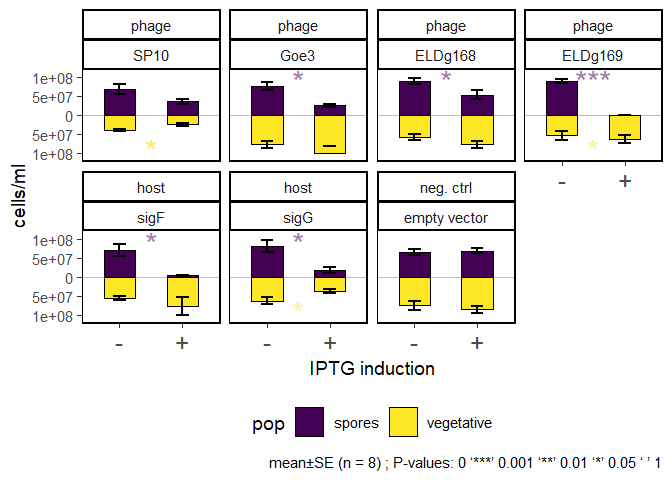 phage phage phage phage
SP10 Goe3 ELDg168 ELDg169
* * ***
1e+08
5e+07
0
5e+07
1e+08
* *
- +
host host neg. ctrl
sigF sigG empty vector
* *
1e+08
5e+07
0
5e+07
1e+08
*
- + - + - +
cells/ml
IPTG induction
pop spores vegetative
mean±SE (n = 8) ; P-values: 0 ‘***’ 0.001 ‘**’ 0.01 ‘*’ 0.05 ‘ ’ 1